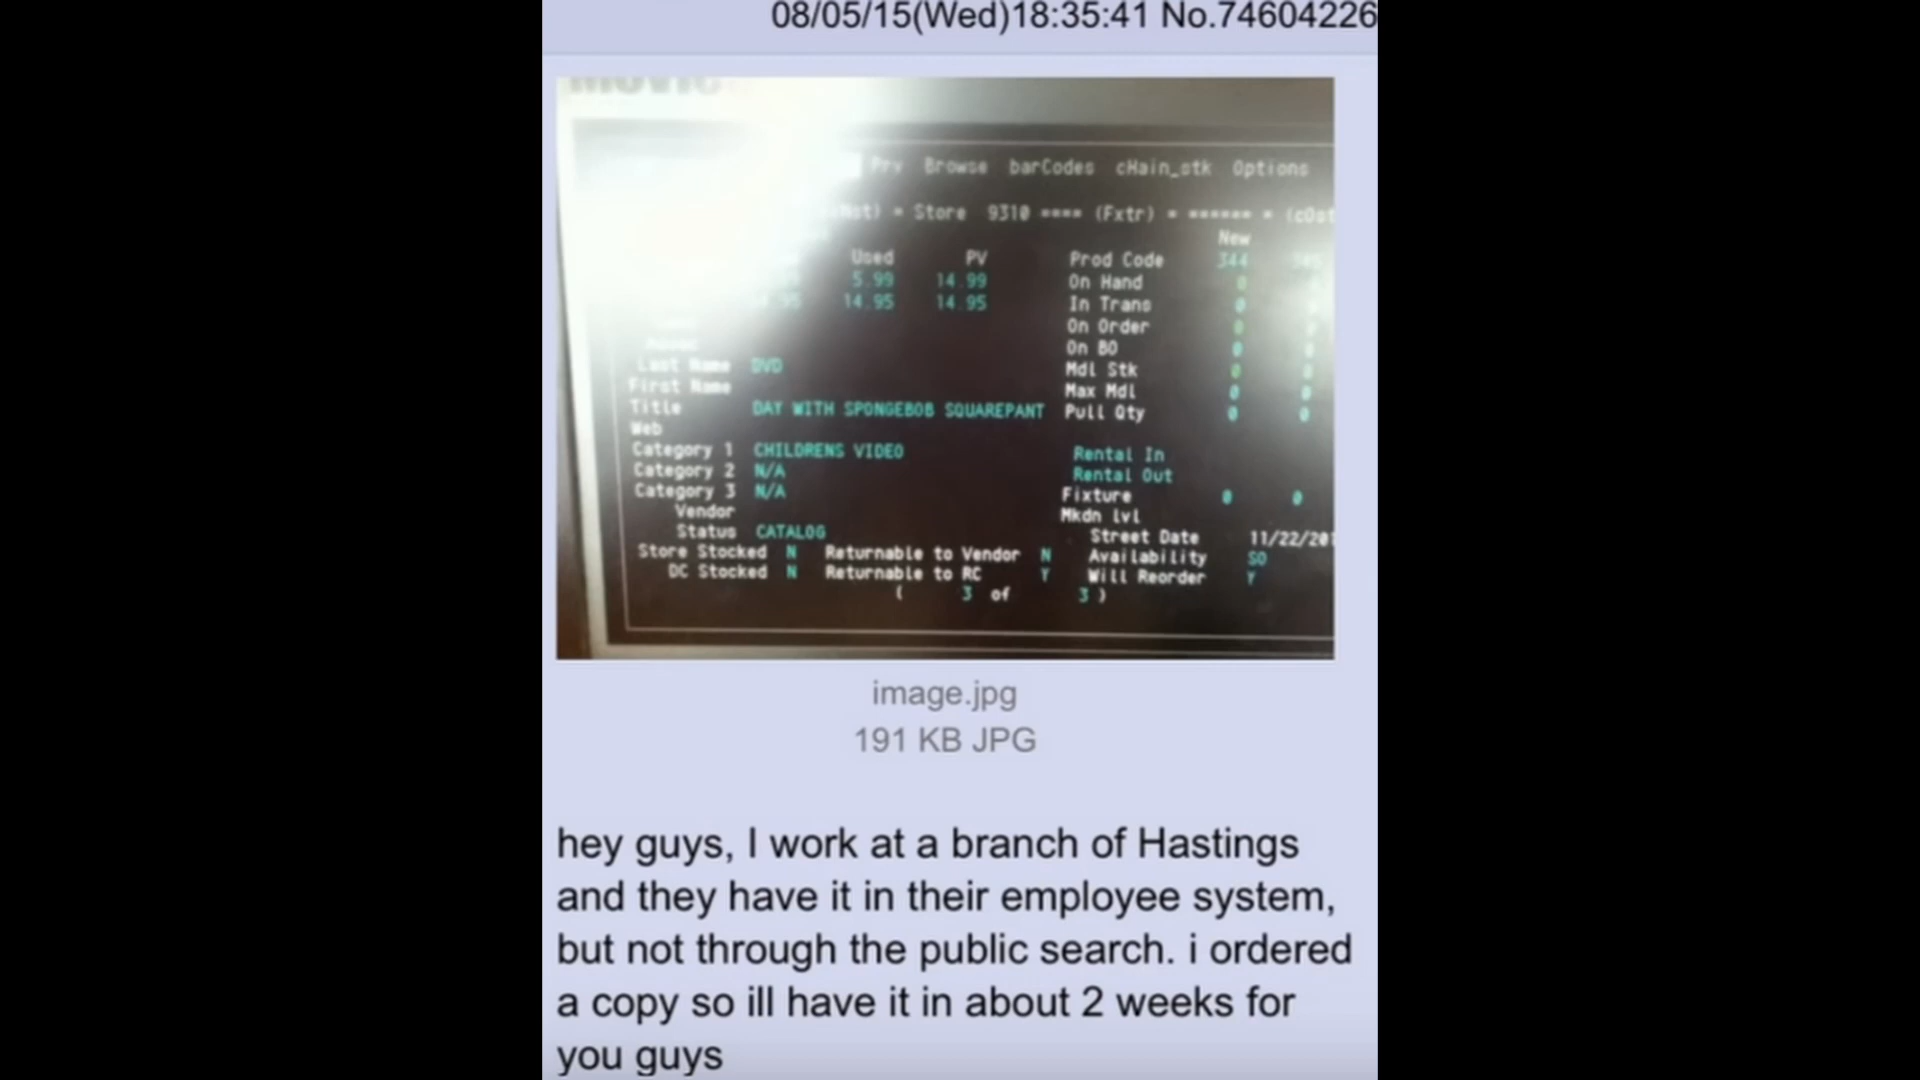 08/05/15(Wed)18:35:41 No.74604226
Prv Browse barCodes cHain_stk Options
= Store 9310 ==== (Fxtr) = ====== =
New
Used PV Prod Code 344
5.99 14.99 On Hand 0
14.95 14.95 In Trans 0
On Order 0
On BO 0
Last Name DVD Mdl Stk 0
First Name Max Mdl 0 0
Title DAY WITH SPONGEBOB SQUAREPANT Pull Qty 0 0
Web
Category 1 CHILDRENS VIDEO Rental In
Category 2 N/A Rental Out
Category 3 N/A Fixture 0 0
Vendor Mkdn lvl
Status CATALOG Street Date 11/22/201
Store Stocked N Returnable to Vendor N Availability SO
DC Stocked N Returnable to RC Y Will Reorder Y
( 3 of 3 )
image.jpg
191 KB JPG
hey guys, I work at a branch of Hastings
and they have it in their employee system,
but not through the public search. i ordered
a copy so ill have it in about 2 weeks for
you guys